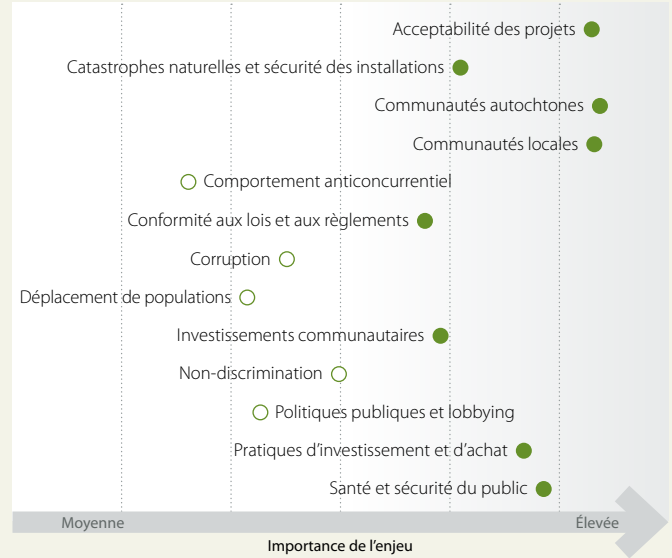 Acceptabilité des projets
Catastrophes naturelles et sécurité des installations
Communautés autochtones
Communautés locales
Comportement anticoncurrentiel
Conformité aux lois et aux règlements
Corruption
Déplacement de populations
Investissements communautaires
Non-discrimination
Politiques publiques et lobbying
Pratiques d'investissement et d'achat
Santé et sécurité du public
Moyenne Élevée
Importance de l'enjeu